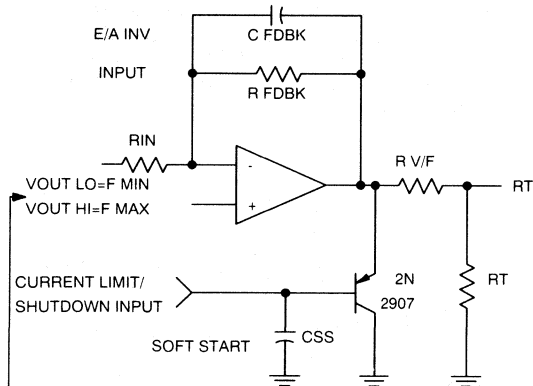 E/A INV
C FDBK
INPUT
R FDBK
RIN
R V/F
-
RT
VOUT LO=F MIN
VOUT HI=F MAX
+
CURRENT LIMIT/
SHUTDOWN INPUT
2N
2907
RT
SOFT START
CSS